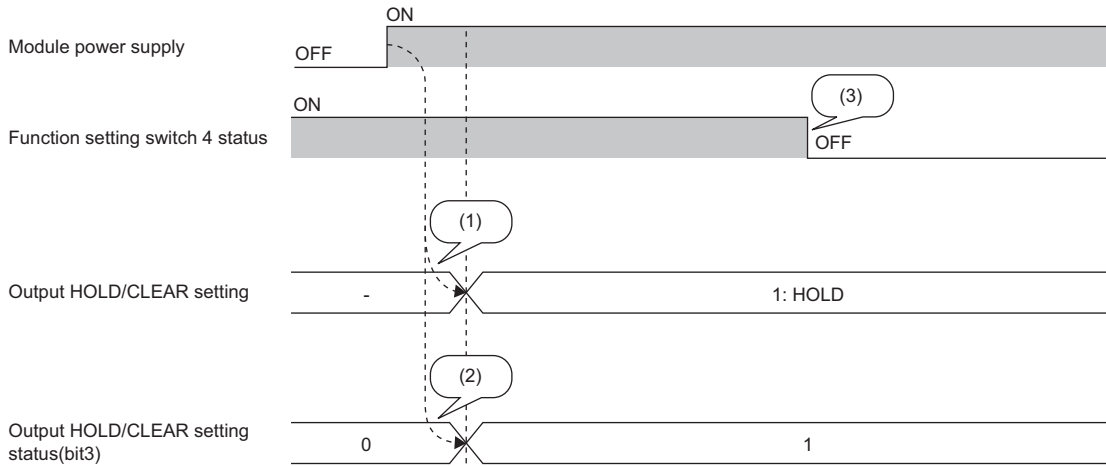 ON
Module power supply
OFF
ON
(3)
Function setting switch 4 status
OFF
(1)
Output HOLD/CLEAR setting
-
1: HOLD
(2)
Output HOLD/CLEAR setting
status(bit3)
0
1